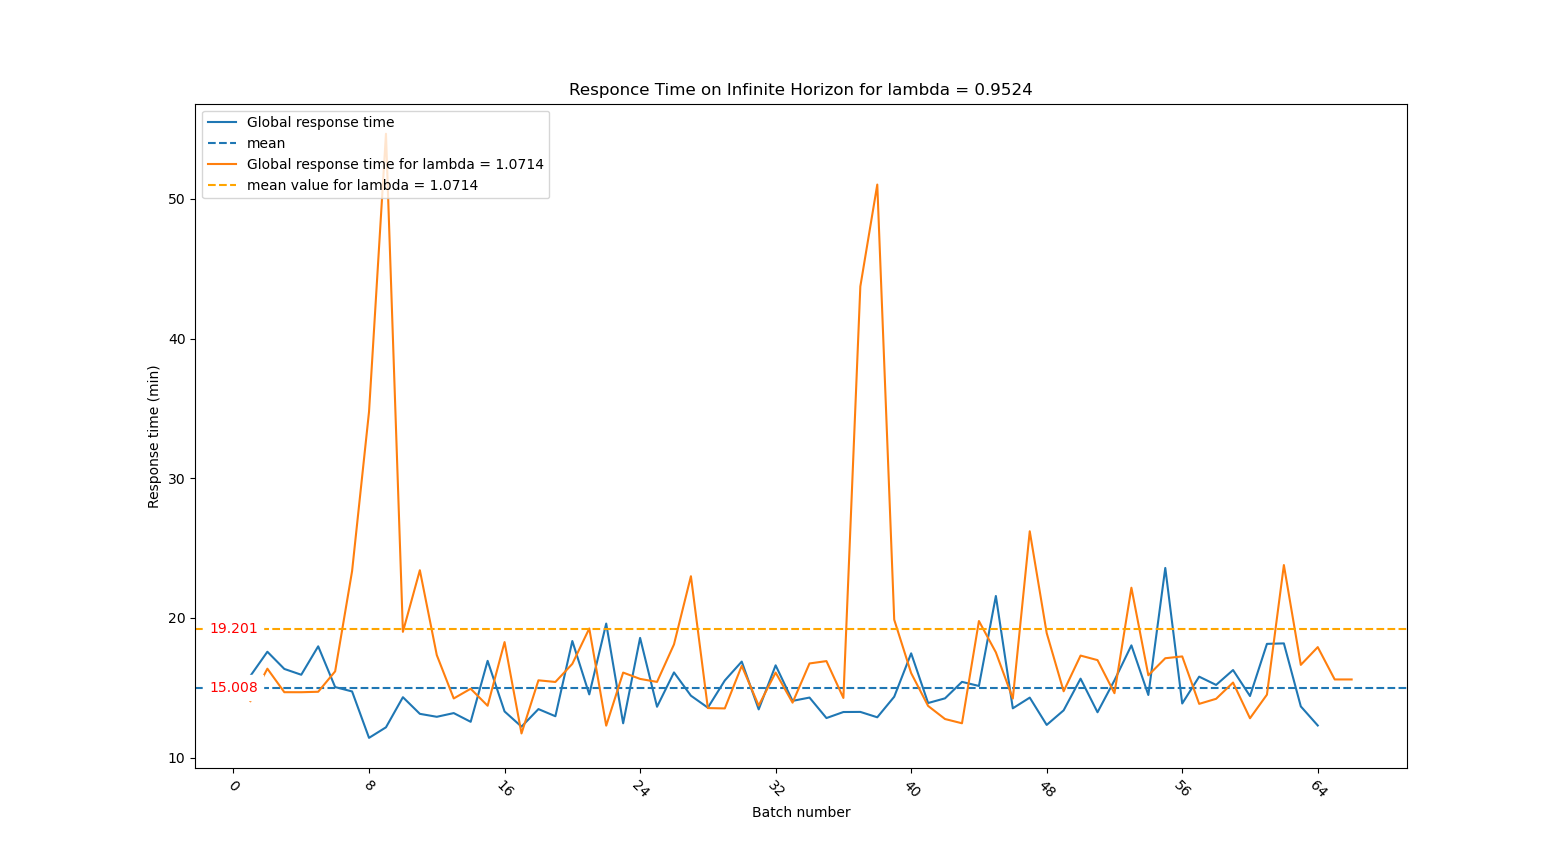 Responce Time on Infinite Horizon for lambda = 0.9524
Global response time
mean
Global response time for lambda = 1.0714
mean value for lambda = 1.0714
Response time (min)
50
40
30
20
10
19.201
15.008
0
8
16
24
32
40
48
56
64
Batch number